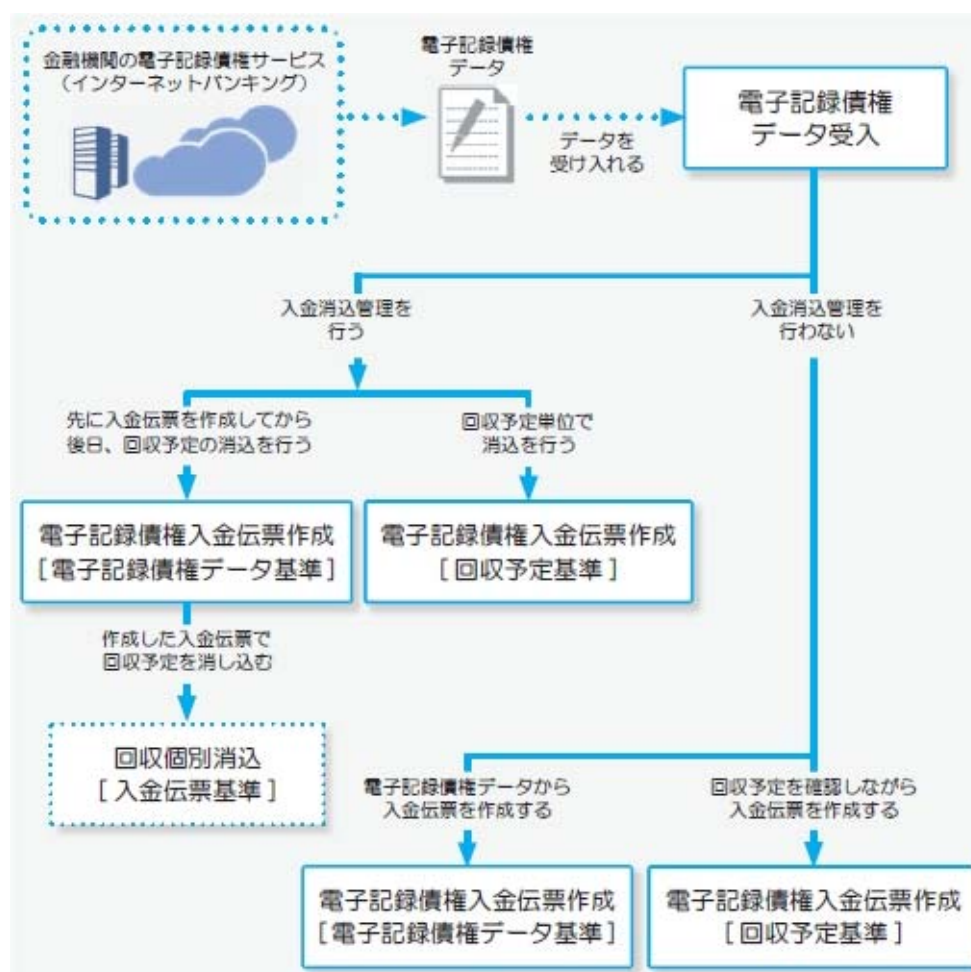 金融機関の電子記録債権サービス
（インターネットバンキング）
電子記録債権
データ
データを
受け入れる
電子記録債権
データ受入
入金消込管理を
行う
入金消込管理を
行わない
先に入金伝票を作成してから
後日、回収予定の消込を行う
回収予定単位で
消込を行う
電子記録債権入金伝票作成
[電子記録債権データ基準]
電子記録債権入金伝票作成
[回収予定基準]
作成した入金伝票で
回収予定を消し込む
回収個別消込
[入金伝票基準]
電子記録債権データから
入金伝票を作成する
回収予定を確認しながら
入金伝票を作成する
電子記録債権入金伝票作成
[電子記録債権データ基準]
電子記録債権入金伝票作成
[回収予定基準]